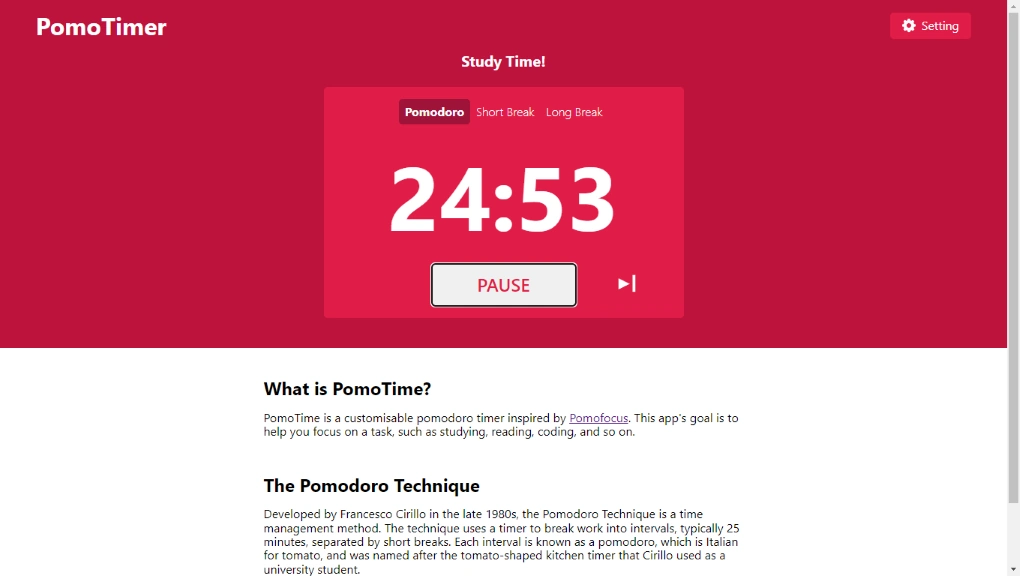 PomoTimer
Setting
Study Time!
Pomodoro Short Break Long Break
24:53
PAUSE
What is PomoTime?
PomoTime is a customisable pomodoro timer inspired by Pomofocus. This app's goal is to
help you focus on a task, such as studying, reading, coding, and so on.
The Pomodoro Technique
Developed by Francesco Cirillo in the late 1980s, the Pomodoro Technique is a time
management method. The technique uses a timer to break work into intervals, typically 25
minutes, separated by short breaks. Each interval is known as a pomodoro, which is Italian
for tomato, and was named after the tomato-shaped kitchen timer that Cirillo used as a
university student.